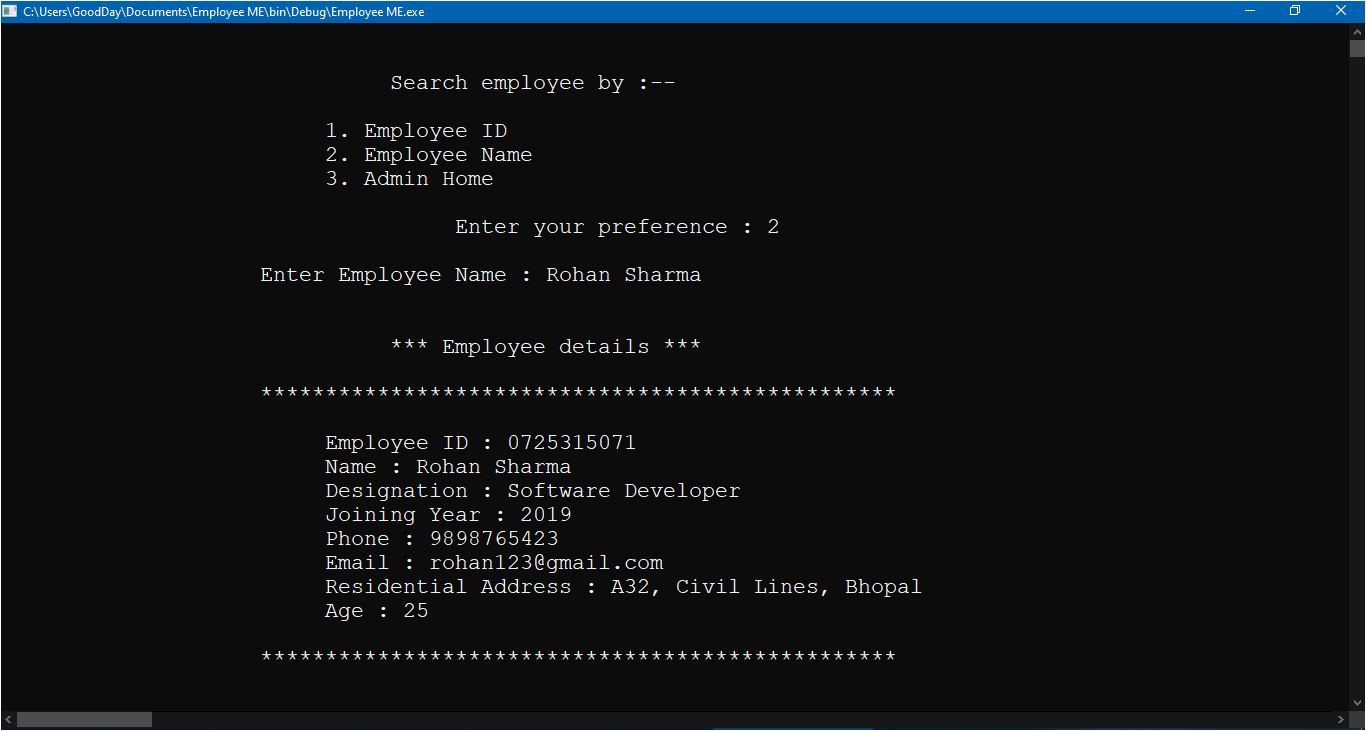 C:\Users\GoodDay\Documents\Employee ME\bin\Debug\Employee ME.exe
Search employee by :--
1. Employee ID
2. Employee Name
3. Admin Home
Enter your preference : 2
Enter Employee Name : Rohan Sharma
*** Employee details ***
*************************************************
Employee ID : 0725315071
Name : Rohan Sharma
Designation : Software Developer
Joining Year : 2019
Phone : 9898765423
Email : rohan123@gmail.com
Residential Address : A32, Civil Lines, Bhopal
Age : 25
*************************************************